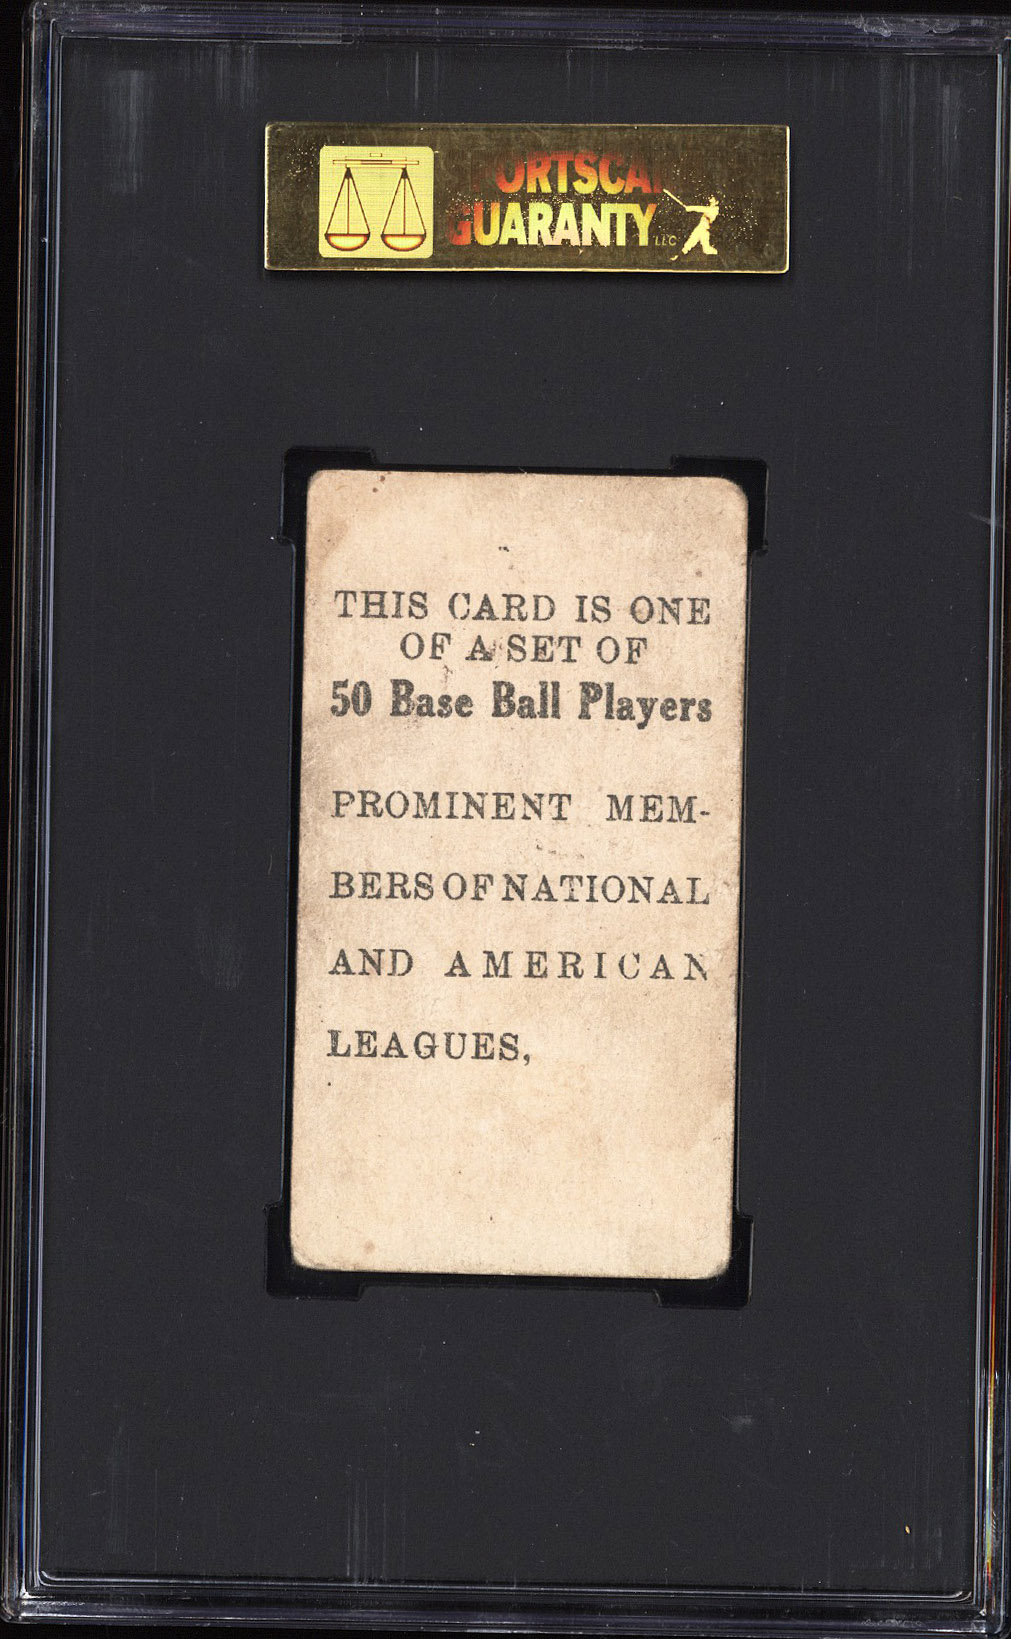 GUARANTY LLC
THIS CARD IS ONE
OF A SET OF
50 Base Ball Players
PROMINENT MEM-
BERS OF NATIONAL
AND AMERICAN
LEAGUES,